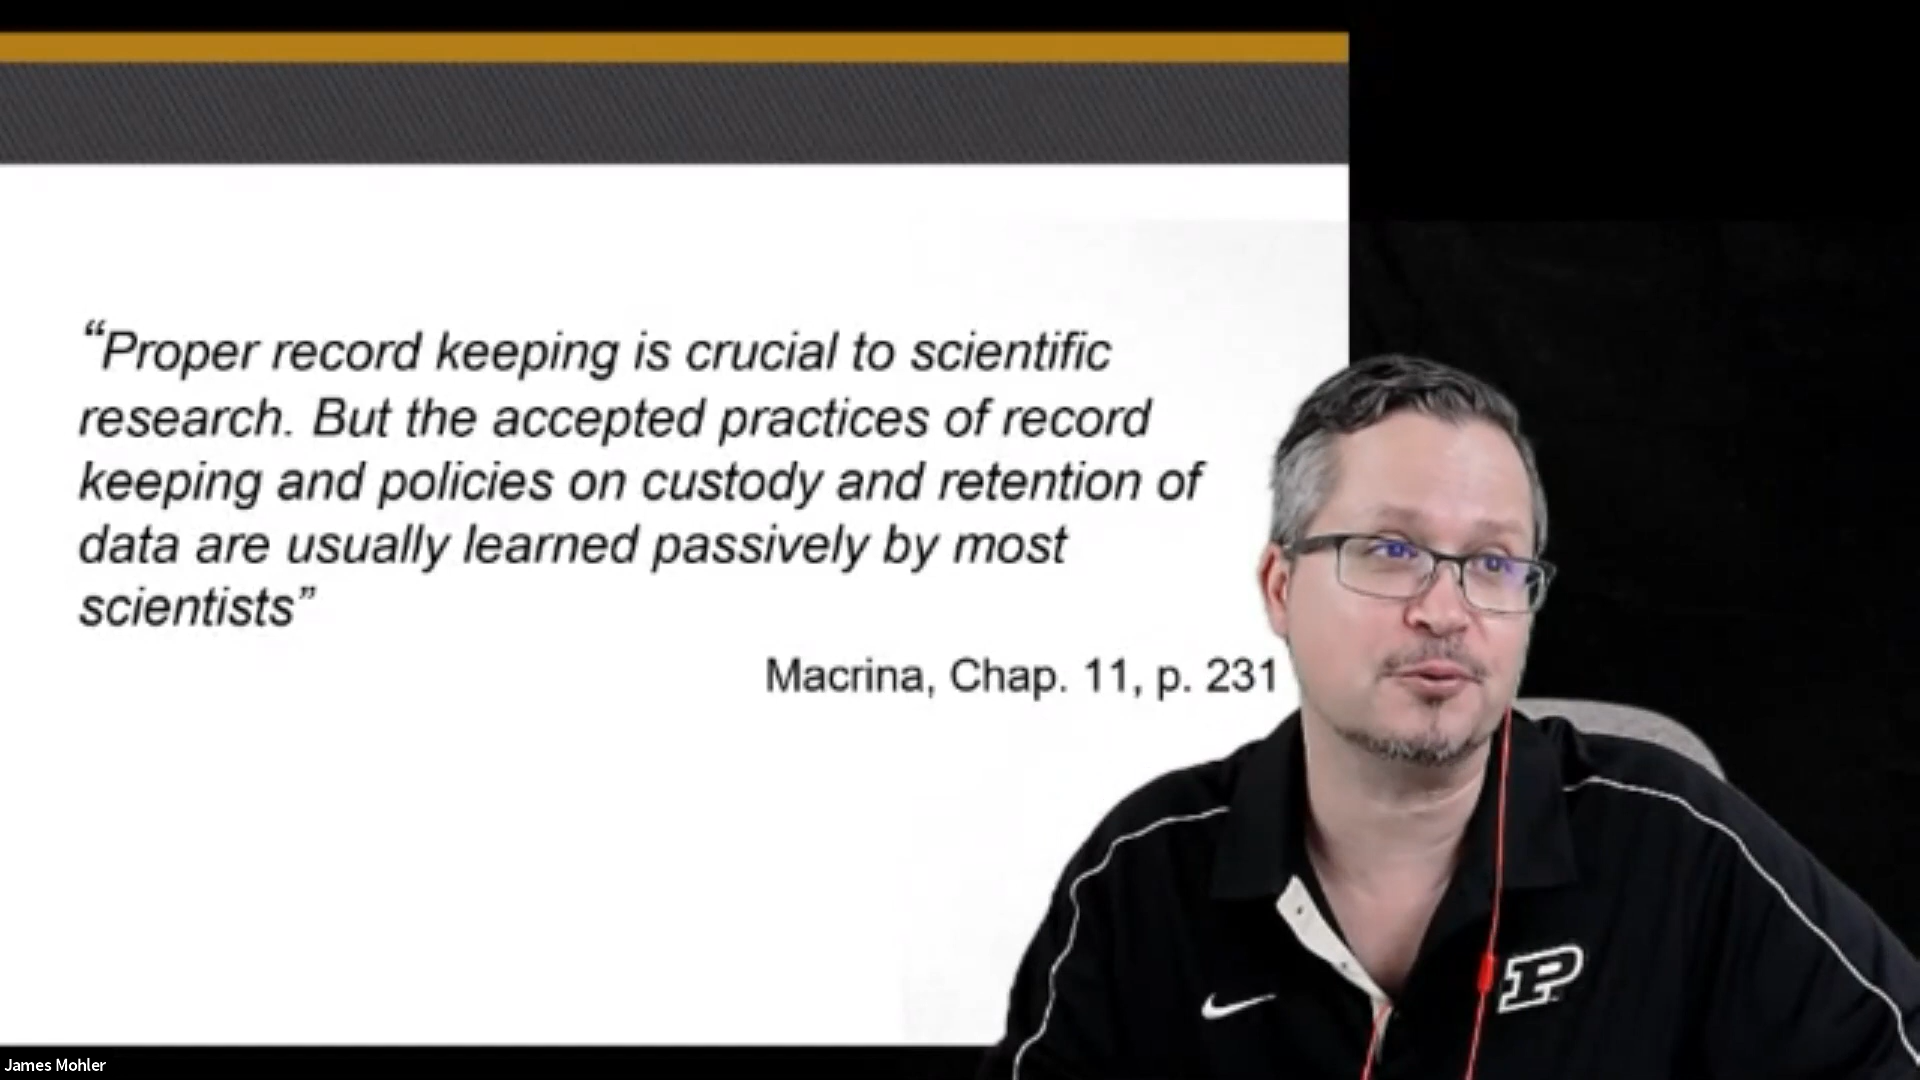 “Proper record keeping is crucial to scientific
research. But the accepted practices of record
keeping and policies on custody and retention of
data are usually learned passively by most
scientists”
Macrina, Chap. 11, p. 231
P
James Mohler